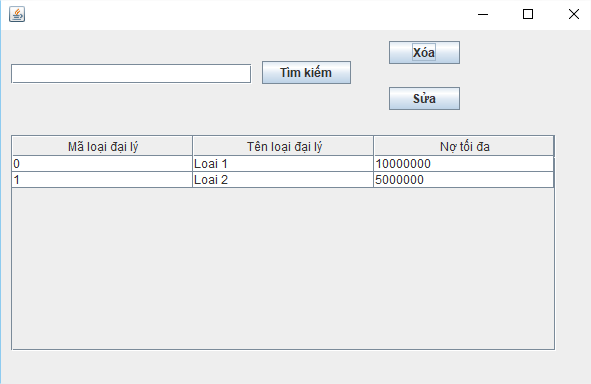 Xóa
Tìm kiếm
Sửa
Mã loại đại lý Tên loại đại lý Nợ tối đa
0 Loai 1 10000000
1 Loai 2 5000000